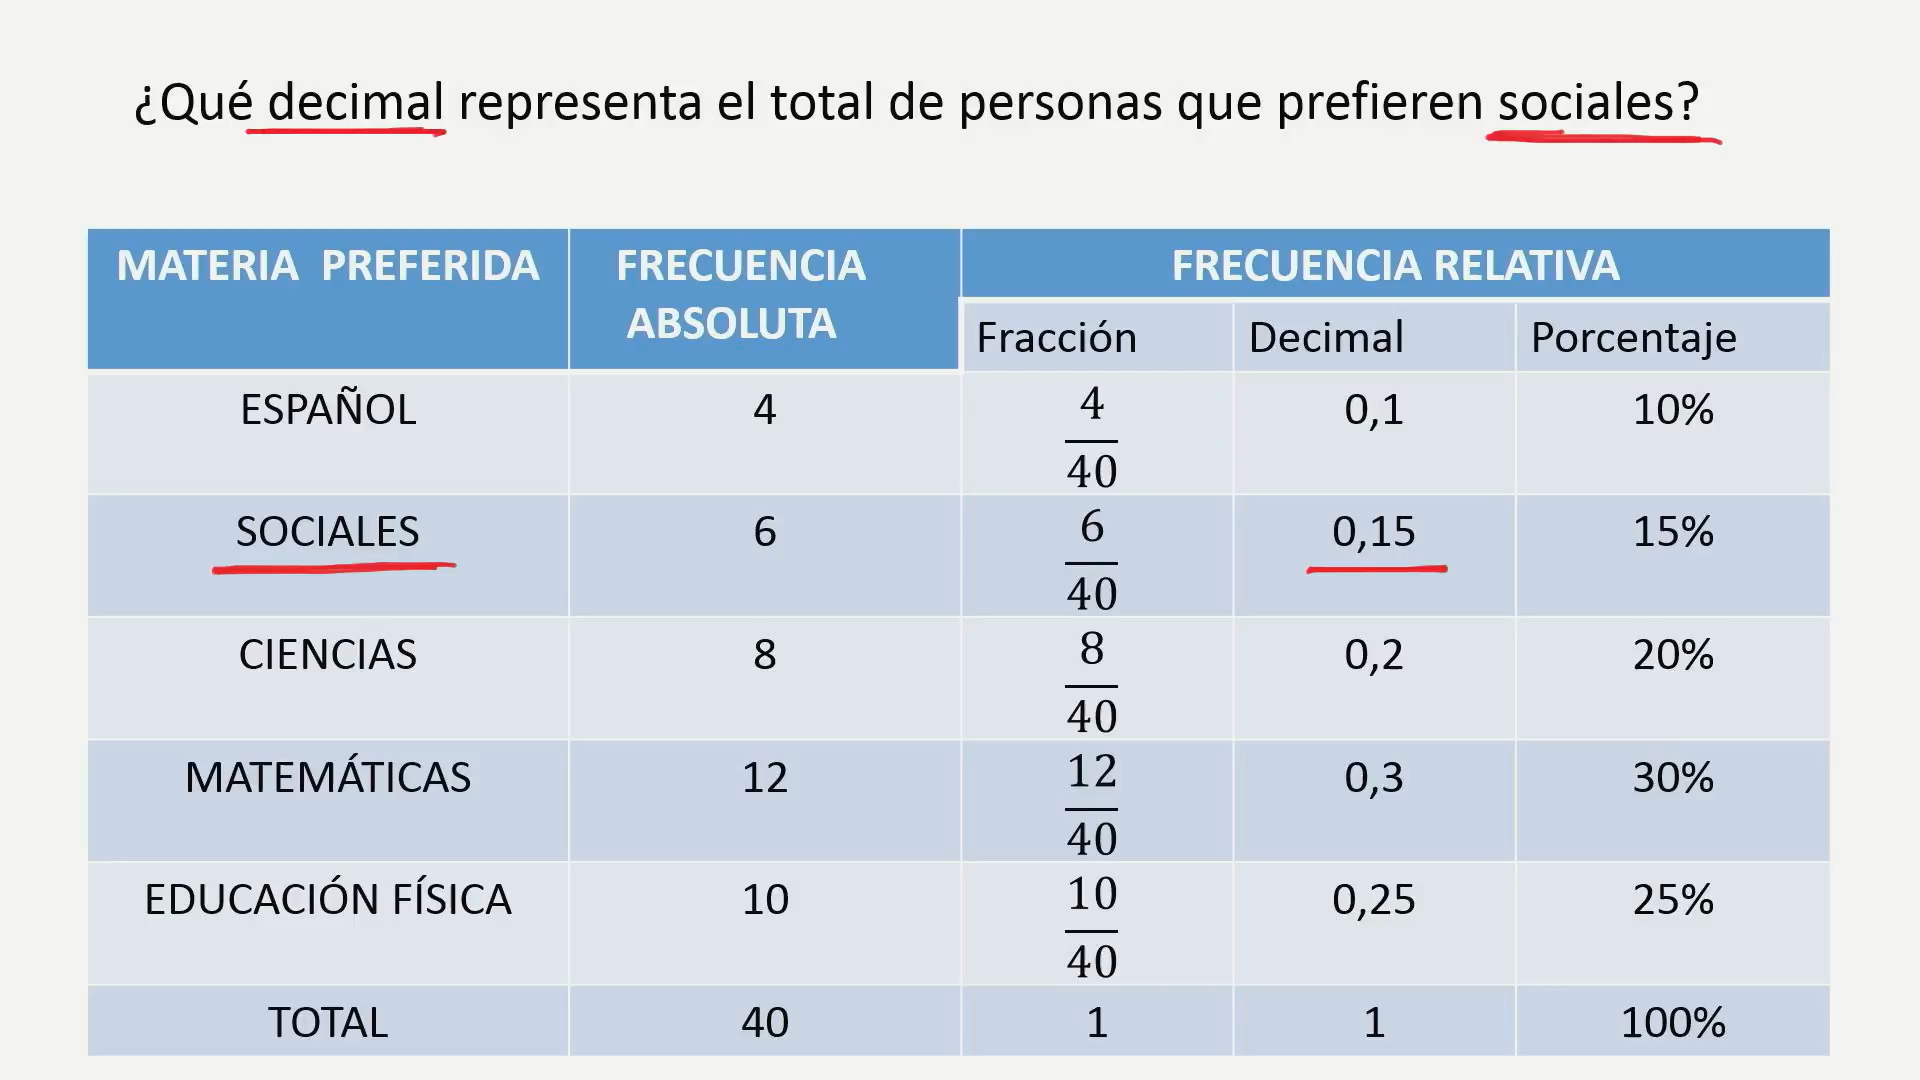 ¿Qué decimal representa el total de personas que prefieren sociales?
MATERIA PREFERIDA
FRECUENCIA
ABSOLUTA
FRECUENCIA RELATIVA
Fracción
Decimal
Porcentaje
ESPAÑOL
4
4
40
0,1
10%
SOCIALES
6
6
40
0,15
15%
CIENCIAS
8
8
40
0,2
20%
MATEMÁTICAS
12
12
40
0,3
30%
EDUCACIÓN FÍSICA
10
10
40
0,25
25%
TOTAL
40
1
1
100%